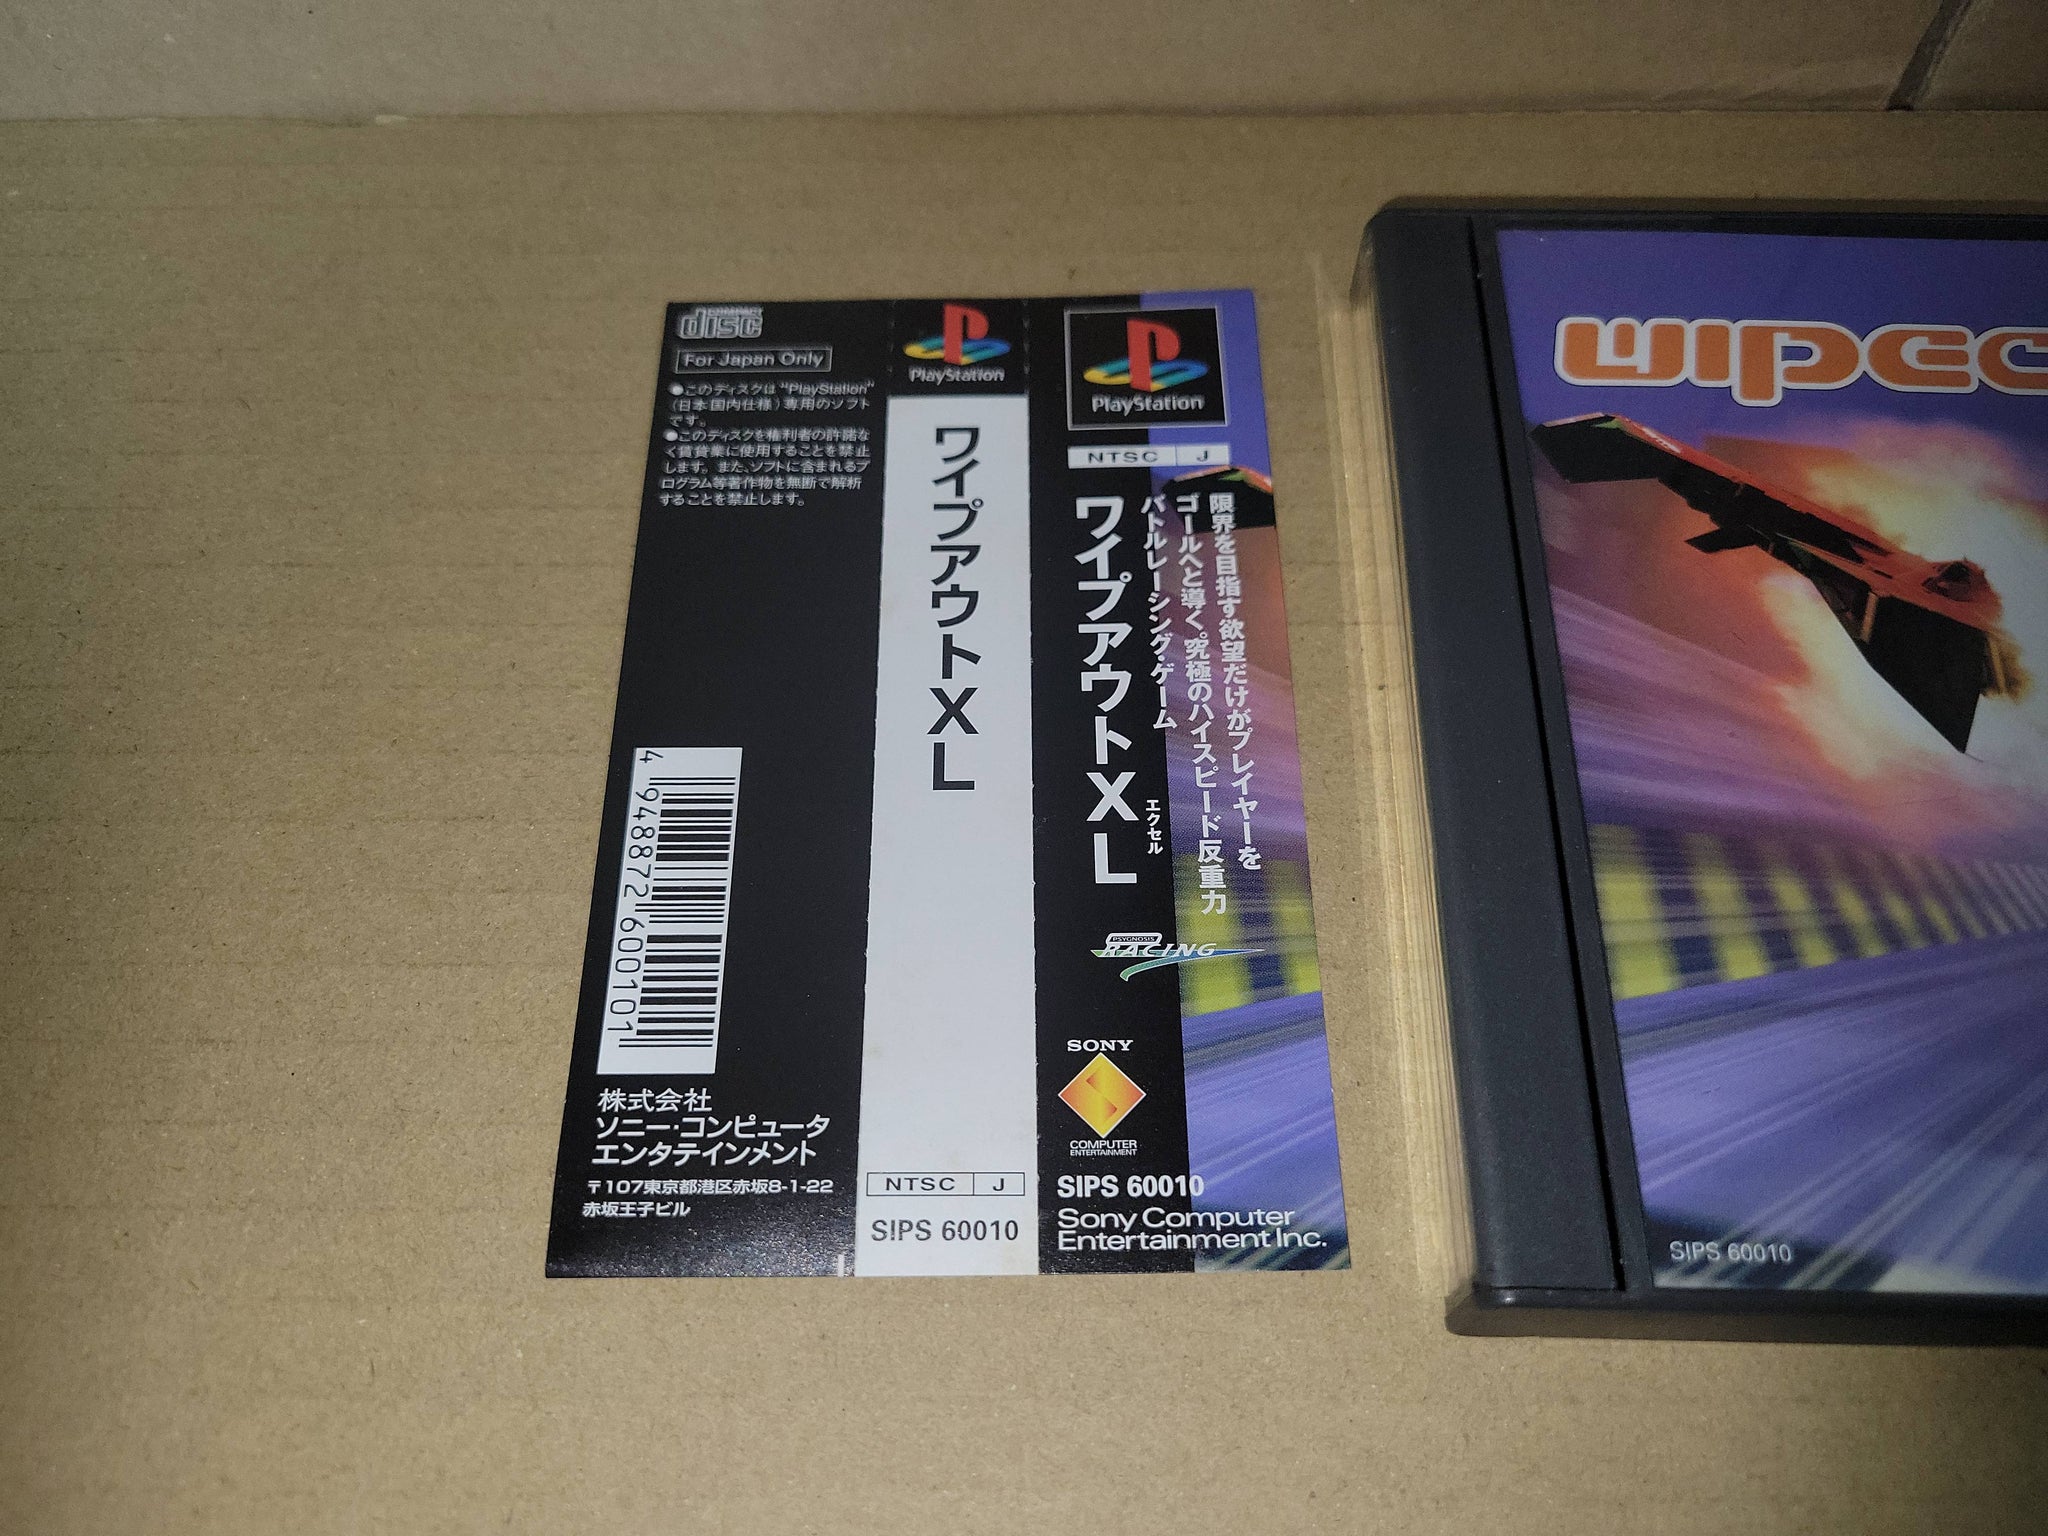 COMPACT
disc
For Japan Only
●このディスクは"PlayStation"
(日本国内仕様)専用のソフト
です。
●このディスクを権利者の許諾な
く賃貸業に使用することを禁止
します。また、ソフトに含まれるプ
ログラム等著作物を無断で解析
することを禁止します。
4 948872 600101
株式会社
ソニー・コンピュータ
エンタテインメント
〒107東京都港区赤坂8-1-22
赤坂王子ビル
PlayStation
ワイプアウトXL
NTSC J
SIPS 60010
PlayStation
NTSC J
限界を目指す欲望だけがプレイヤーを
ゴールへと導く。究極のハイスピード反重力
バトルレーシング・ゲーム
ワイプアウトXL
エクセル
PSYGNOSIS
RACING
SONY
COMPUTER
ENTERTAINMENT
SIPS 60010
Sony Computer
Entertainment Inc.
SIPS 60010